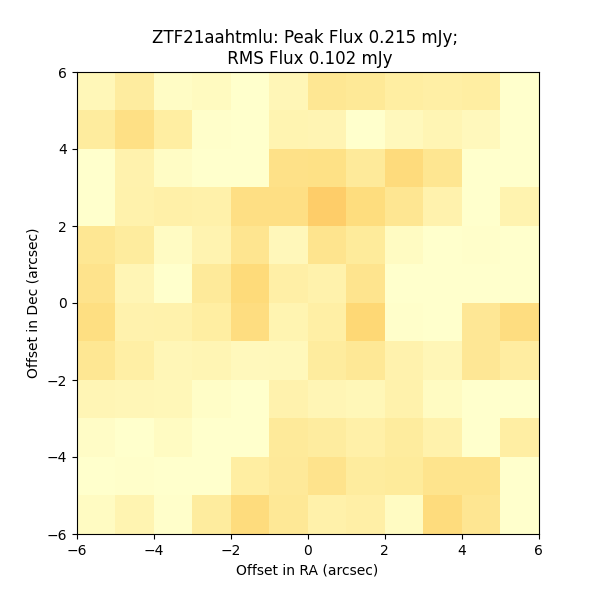 ZTF21aahtmlu: Peak Flux 0.215 mJy;
RMS Flux 0.102 mJy
6
4
2
0
−2
−4
−6
Offset in Dec (arcsec)
−6 −4 −2 0 2 4 6
Offset in RA (arcsec)